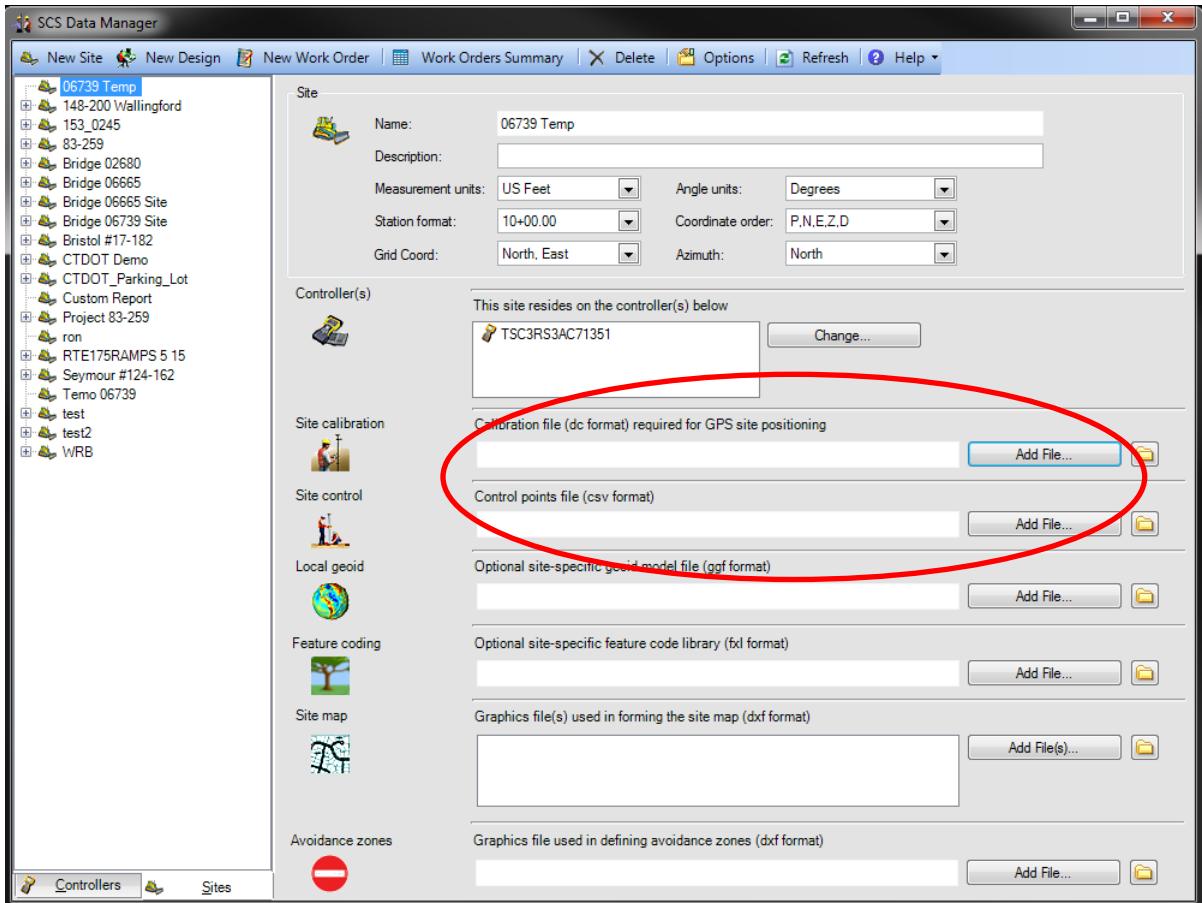 SCS Data Manager
New Site New Design New Work Order Work Orders Summary Delete Options Refresh Help
06739 Temp
148-200 Wallingford
153_0245
83-259
Bridge 02680
Bridge 06665
Bridge 06665 Site
Bridge 06739 Site
Bristol #17-182
CTDOT Demo
CTDOT_Parking_Lot
Custom Report
Project 83-259
ron
RTE175RAMPS 5 15
Seymour #124-162
Temo 06739
test
test2
WRB
Controllers Sites
Site
Name: 06739 Temp
Description:
Measurement units: US Feet Angle units: Degrees
Station format: 10+00.00 Coordinate order: P,N,E,Z,D
Grid Coord: North, East Azimuth: North
Controller(s)
This site resides on the controller(s) below
TSC3RS3AC71351 Change...
Site calibration Calibration file (dc format) required for GPS site positioning
Add File...
Site control Control points file (csv format)
Add File...
Local geoid Optional site-specific geoid model file (ggf format)
Add File...
Feature coding Optional site-specific feature code library (fxl format)
Add File...
Site map Graphics file(s) used in forming the site map (dxf format)
Add File(s)...
Avoidance zones Graphics file used in defining avoidance zones (dxf format)
Add File...